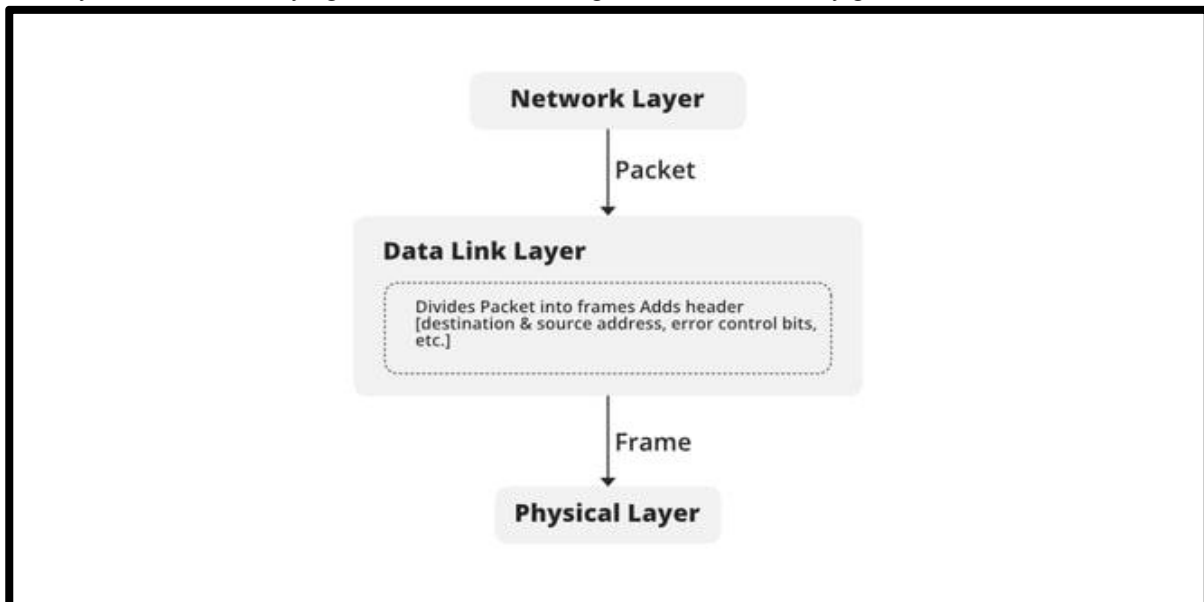 Network Layer
Packet
Data Link Layer
Divides Packet into frames Adds header
[destination & source address, error control bits,
etc.]
Frame
Physical Layer